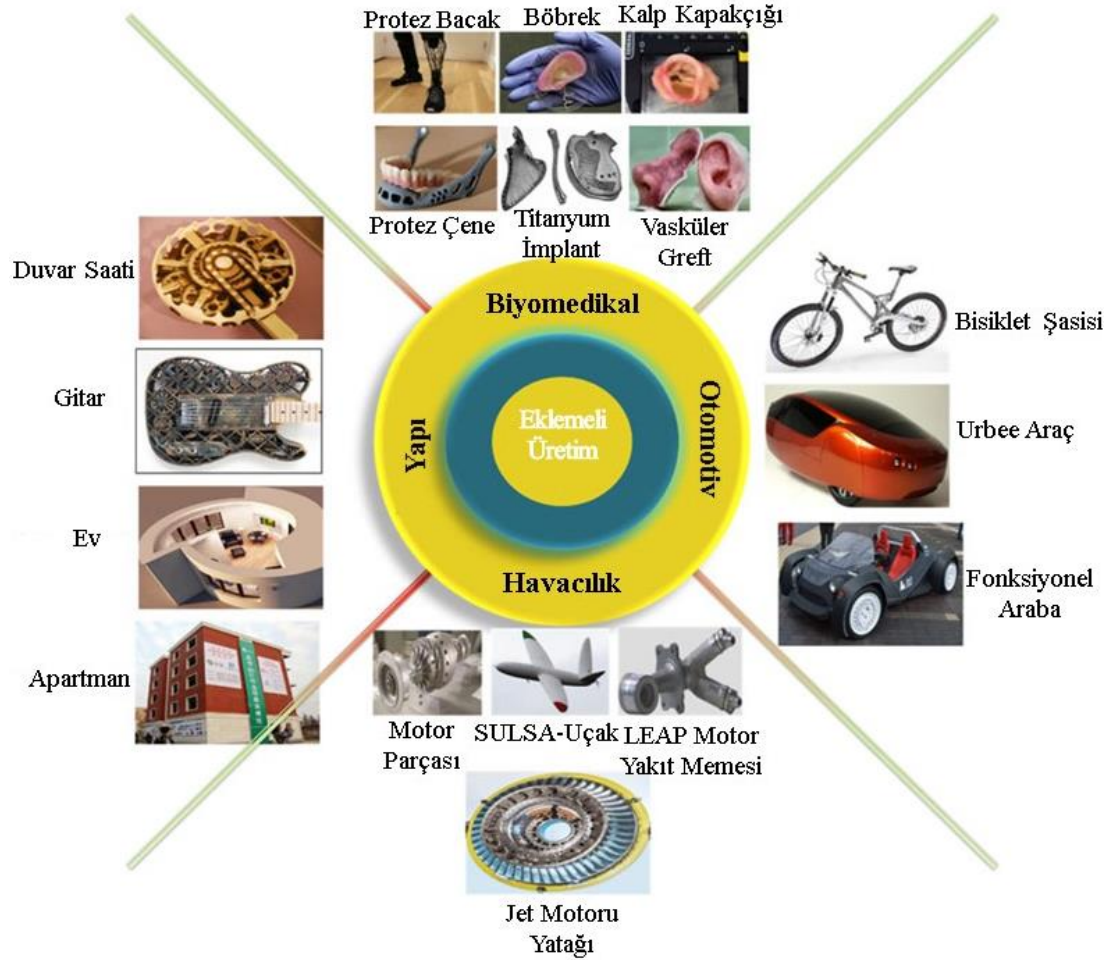 Protez Bacak
Böbrek
Kalp Kapakçığı
Protez Çene
Titanyum
İmplant
Vasküler
Greft
Duvar Saati
Gitar
Ev
Apartman
Biyomedikal
Yapı
Eklemeli
Üretim
Otomotiv
Havacılık
Bisiklet Şasisi
Urbee Araç
Fonksiyonel
Araba
Motor
Parçası
SULSA-Uçak
LEAP Motor
Yakıt Memesi
Jet Motoru
Yatağı